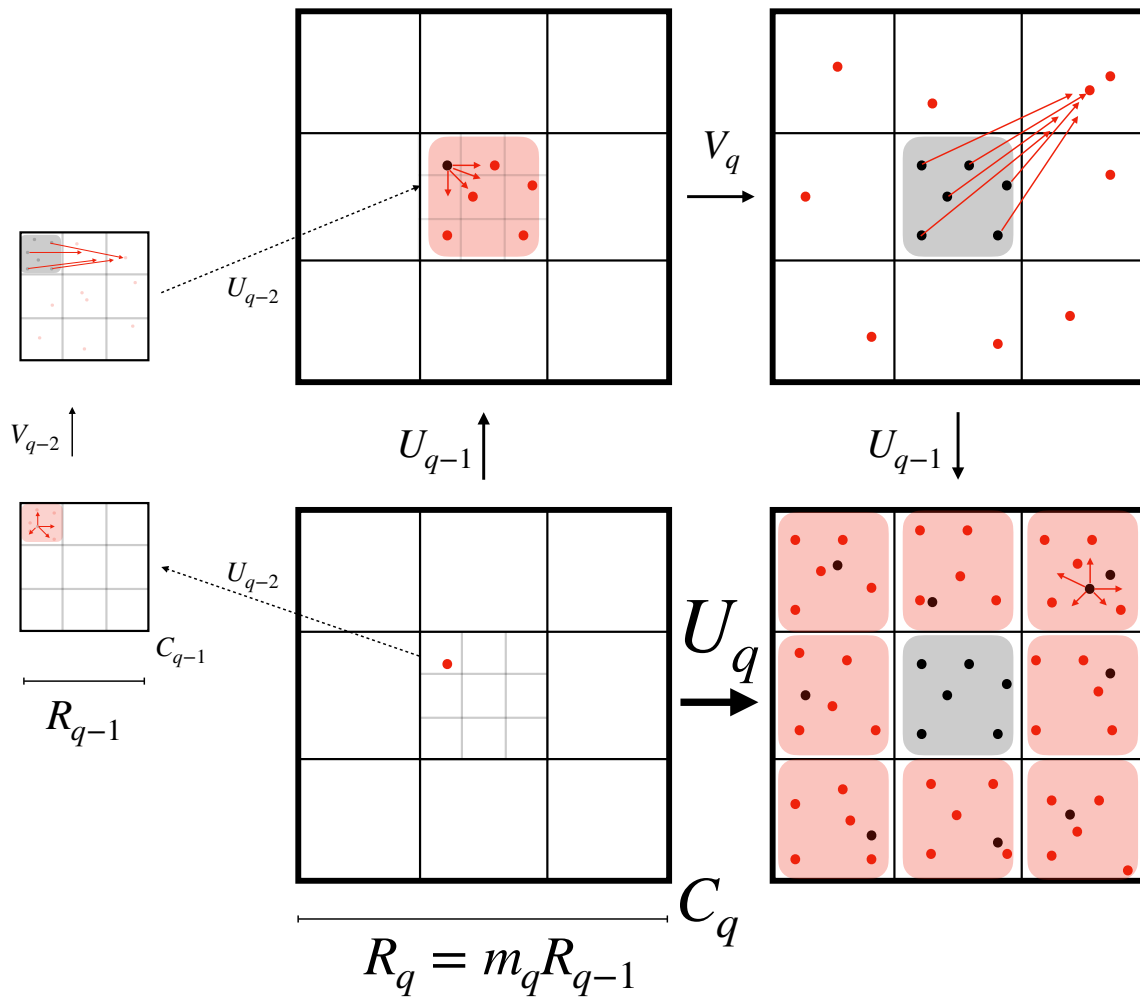 V_q
U_{q−2}
V_{q−2}
U_{q−1}
U_{q−1}
U_{q−2}
U_q
C_{q−1}
R_{q−1}
C_q
R_q = m_q R_{q−1}